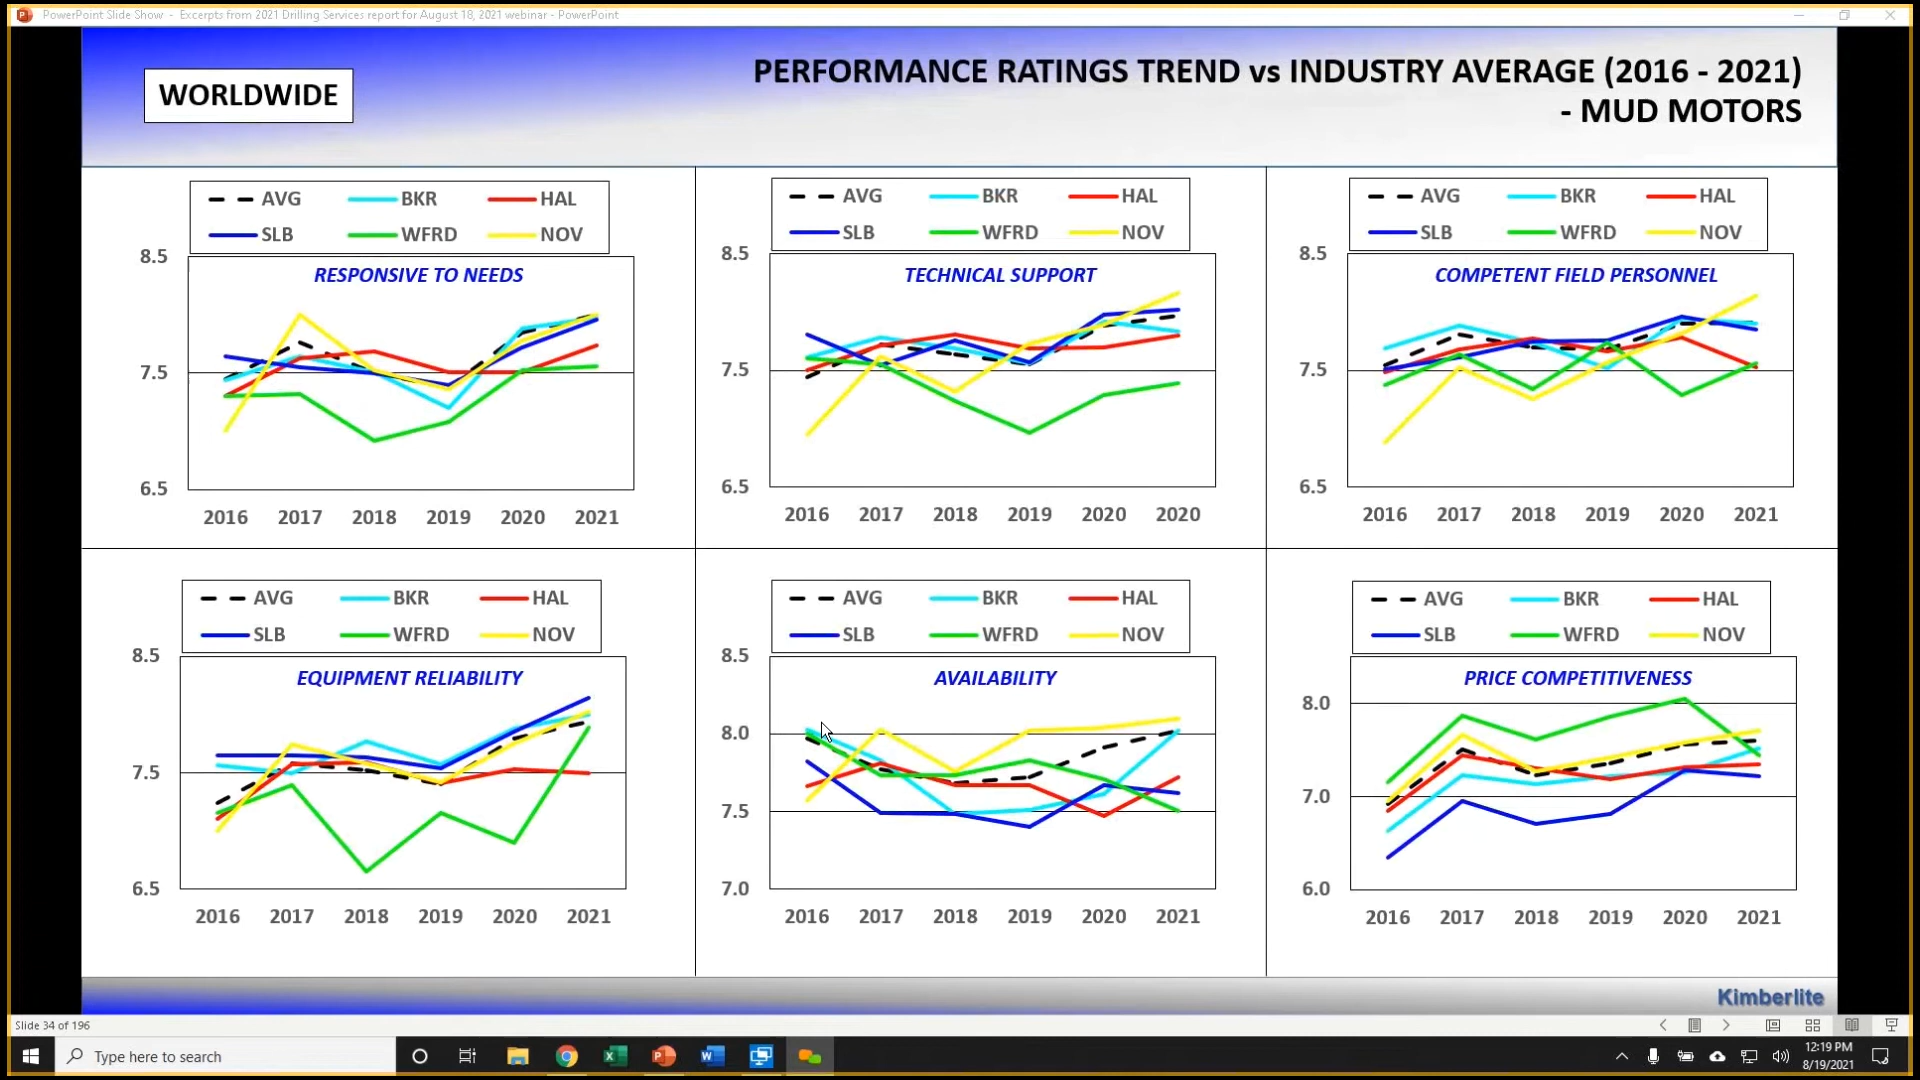 PowerPoint Slide Show - Excerpts from 2021 Drilling Services report for August 18, 2021 webinar - PowerPoint
WORLDWIDE
PERFORMANCE RATINGS TREND vs INDUSTRY AVERAGE (2016 - 2021)
- MUD MOTORS
AVG BKR HAL
SLB WFRD NOV
8.5
RESPONSIVE TO NEEDS
7.5
6.5
2016 2017 2018 2019 2020 2021
AVG BKR HAL
SLB WFRD NOV
8.5
TECHNICAL SUPPORT
7.5
6.5
2016 2017 2018 2019 2020 2020
AVG BKR HAL
SLB WFRD NOV
8.5
COMPETENT FIELD PERSONNEL
7.5
6.5
2016 2017 2018 2019 2020 2021
AVG BKR HAL
SLB WFRD NOV
8.5
EQUIPMENT RELIABILITY
7.5
6.5
2016 2017 2018 2019 2020 2021
AVG BKR HAL
SLB WFRD NOV
8.5
AVAILABILITY
8.0
7.5
7.0
2016 2017 2018 2019 2020 2021
AVG BKR HAL
SLB WFRD NOV
PRICE COMPETITIVENESS
8.0
7.0
6.0
2016 2017 2018 2019 2020 2021
Kimberlite
Slide 34 of 196
Type here to search
12:19 PM
8/19/2021